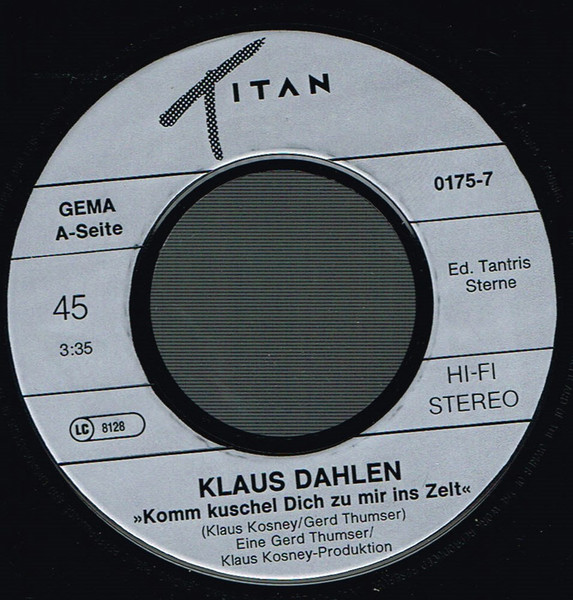 TITAN
GEMA
A-Seite
0175-7
45
3:35
Ed. Tantris
Sterne
LC 8128
HI-FI
STEREO
KLAUS DAHLEN
»Komm kuschel Dich zu mir ins Zelt«
(Klaus Kosney/Gerd Thumser)
Eine Gerd Thumser/
Klaus Kosney-Produktion